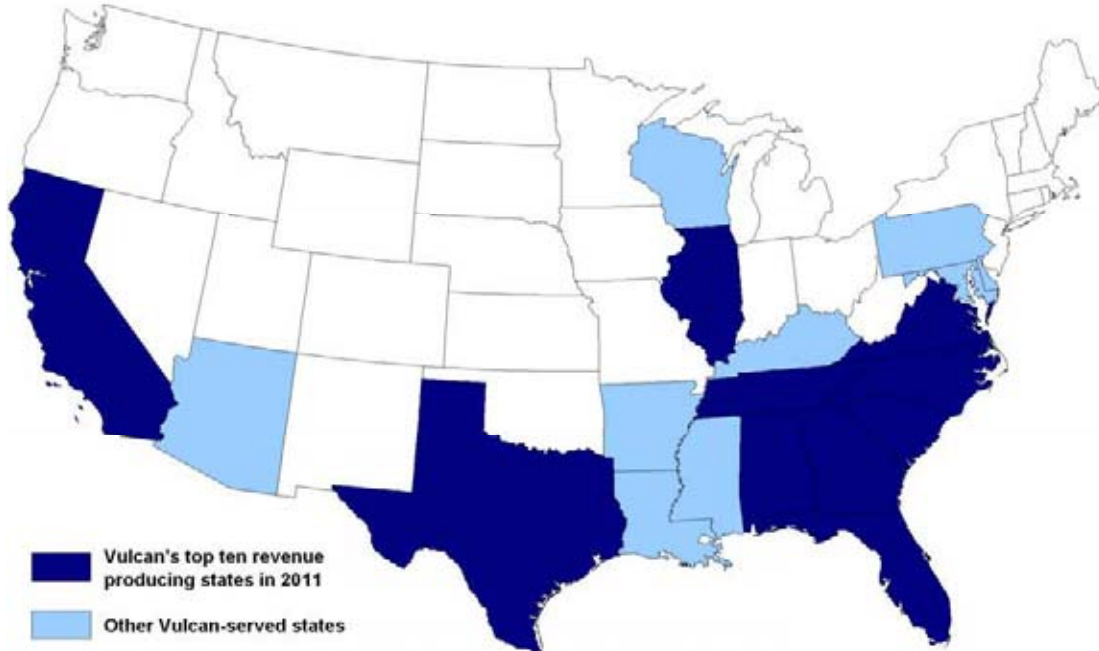 Vulcan's top ten revenue
producing states in 2011
Other Vulcan-served states